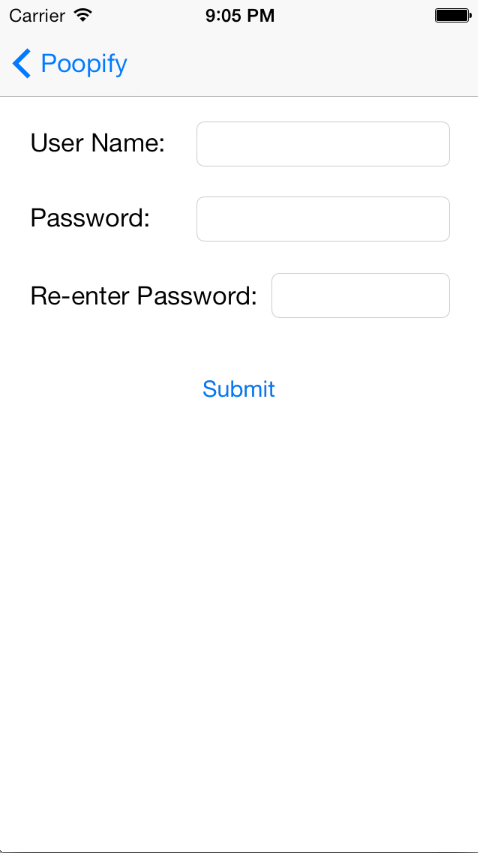 Carrier 9:05 PM
Poopify
User Name:
Password:
Re-enter Password:
Submit